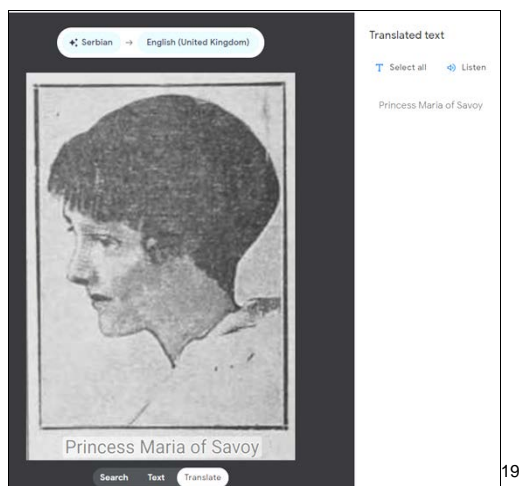 Serbian → English (United Kingdom)
Translated text
Select all Listen
Princess Maria of Savoy
Princess Maria of Savoy
Search Text Translate
19